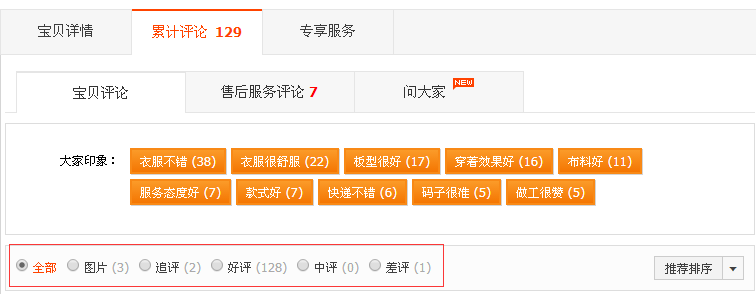 宝贝详情 累计评论 129 专享服务
宝贝评论 售后服务评论 7 问大家 NEW
大家印象： 衣服不错 (38) 衣服很舒服 (22) 板型很好 (17) 穿着效果好 (16) 布料好 (11)
服务态度好 (7) 款式好 (7) 快递不错 (6) 码子很准 (5) 做工很赞 (5)
全部 图片 (3) 追评 (2) 好评 (128) 中评 (0) 差评 (1) 推荐排序